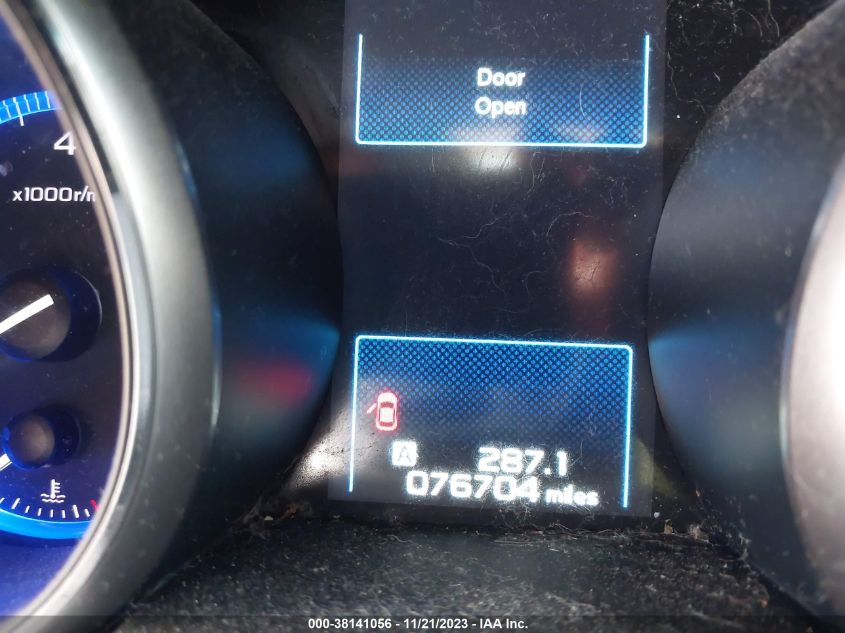 Door
Open
4
x1000r/
A 287.1
076704 miles
000-38141056 - 11/21/2023 - IAA Inc.